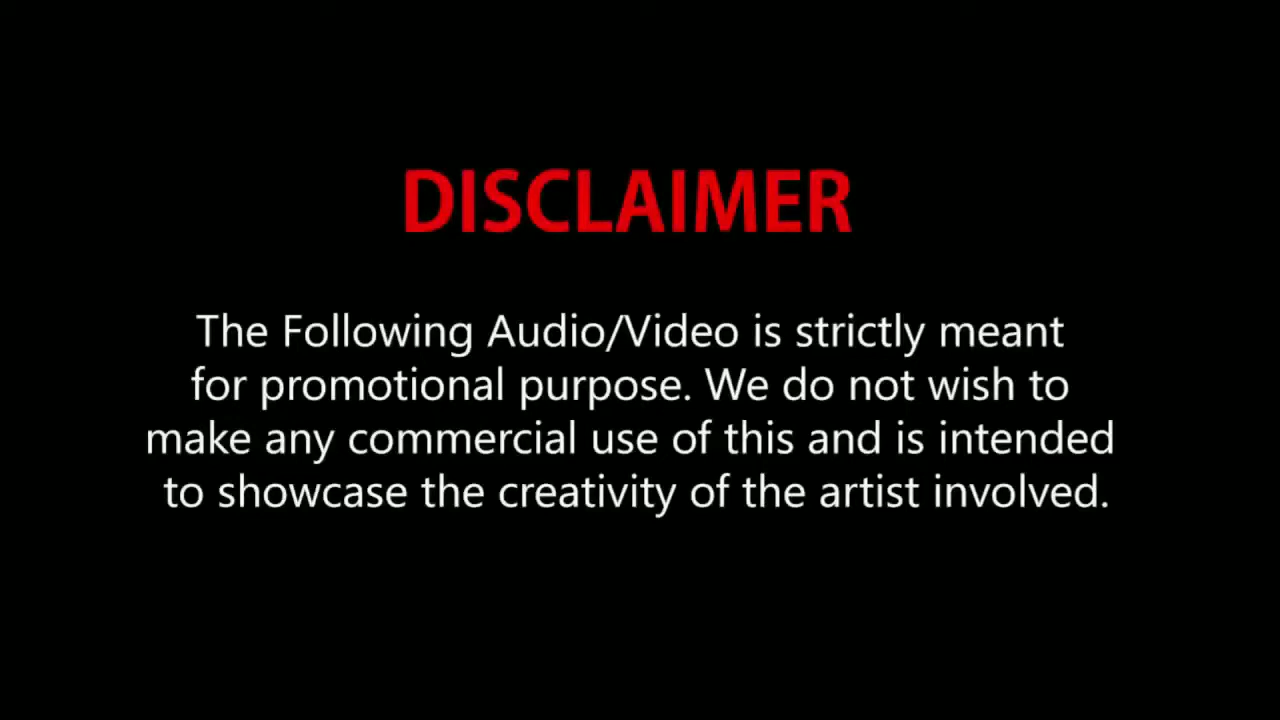 DISCLAIMER
The Following Audio/Video is strictly meant
for promotional purpose. We do not wish to
make any commercial use of this and is intended
to showcase the creativity of the artist involved.